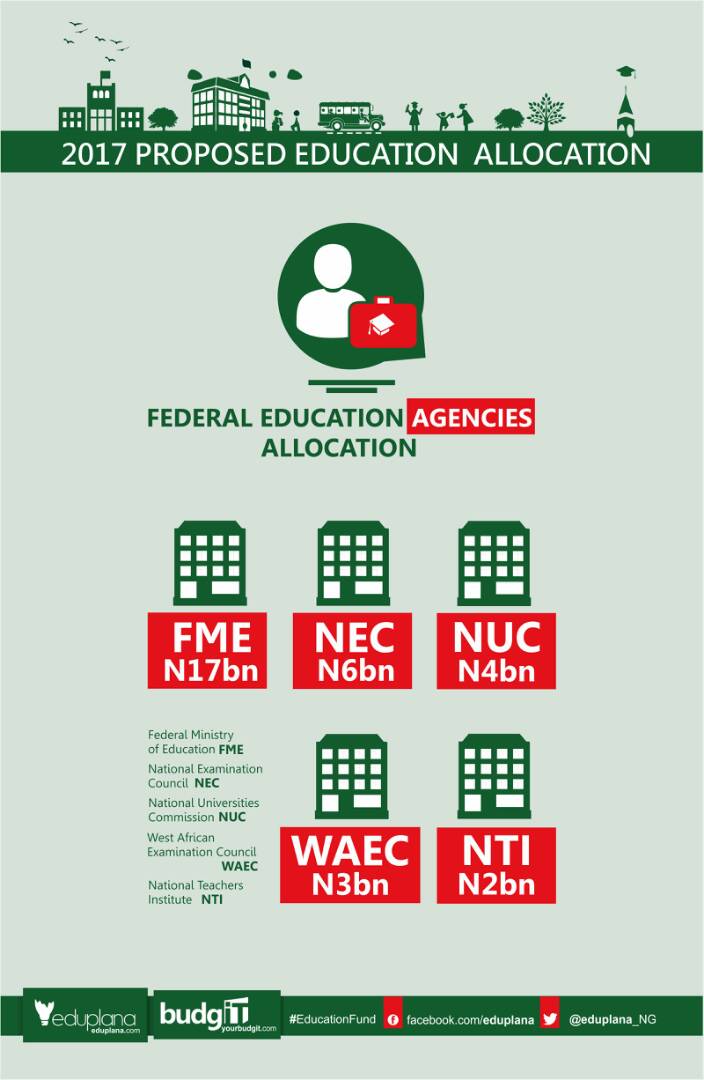 2017 PROPOSED EDUCATION ALLOCATION
FEDERAL EDUCATION AGENCIES
ALLOCATION
FME
N17bn
NEC
N6bn
NUC
N4bn
Federal Ministry
of Education FME
National Examination
Council NEC
National Universities
Commission NUC
West African
Examination Council
WAEC
National Teachers
Institute NTI
WAEC
N3bn
NTI
N2bn
eduplana
eduplana.com
budgIT
yourbudgit.com
#EducationFund
facebook.com/eduplana
@eduplana_NG